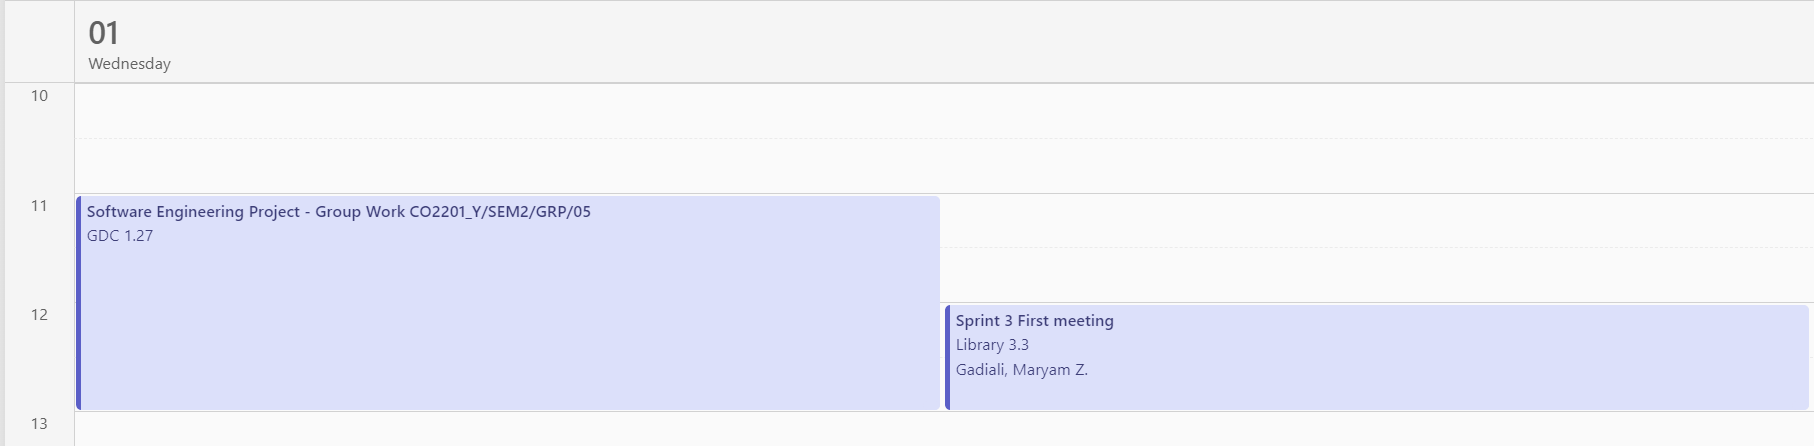 01
Wednesday
10
11
Software Engineering Project - Group Work CO2201_Y/SEM2/GRP/05
GDC 1.27
12
Sprint 3 First meeting
Library 3.3
Gadiali, Maryam Z.
13